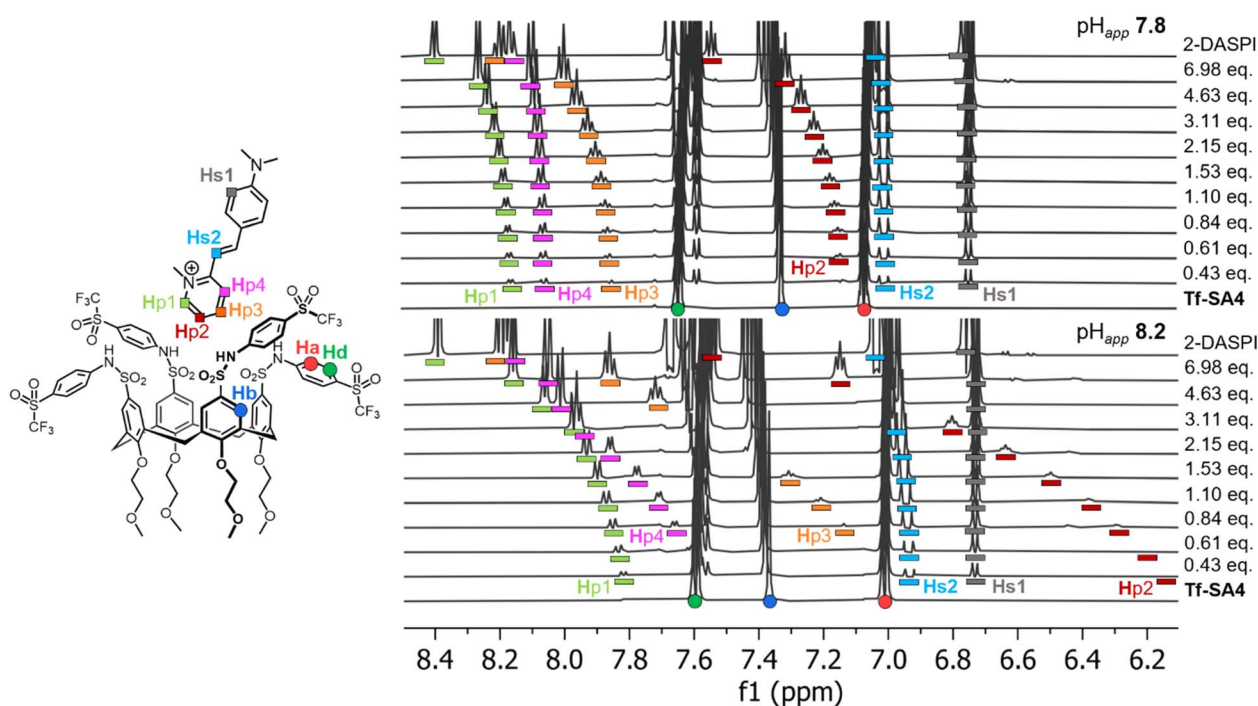 N
Hs1
Hs2
⊕
N
Hp4
Hp1
Hp3
Hp2
CF3
O
O
S
NH
SO2
HN
Ha
Hd
Hb
O
O
O
O
O
O
O
O
pHapp 7.8
2-DASPI
6.98 eq.
4.63 eq.
3.11 eq.
2.15 eq.
1.53 eq.
1.10 eq.
0.84 eq.
0.61 eq.
0.43 eq.
Tf-SA4
Hp1 Hp4 Hp3 Hp2 Hs2 Hs1
pHapp 8.2
2-DASPI
6.98 eq.
4.63 eq.
3.11 eq.
2.15 eq.
1.53 eq.
1.10 eq.
0.84 eq.
0.61 eq.
0.43 eq.
Tf-SA4
Hp4 Hp3
Hp1 Hs2 Hs1 Hp2
8.4 8.2 8.0 7.8 7.6 7.4 7.2 7.0 6.8 6.6 6.4 6.2
f1 (ppm)